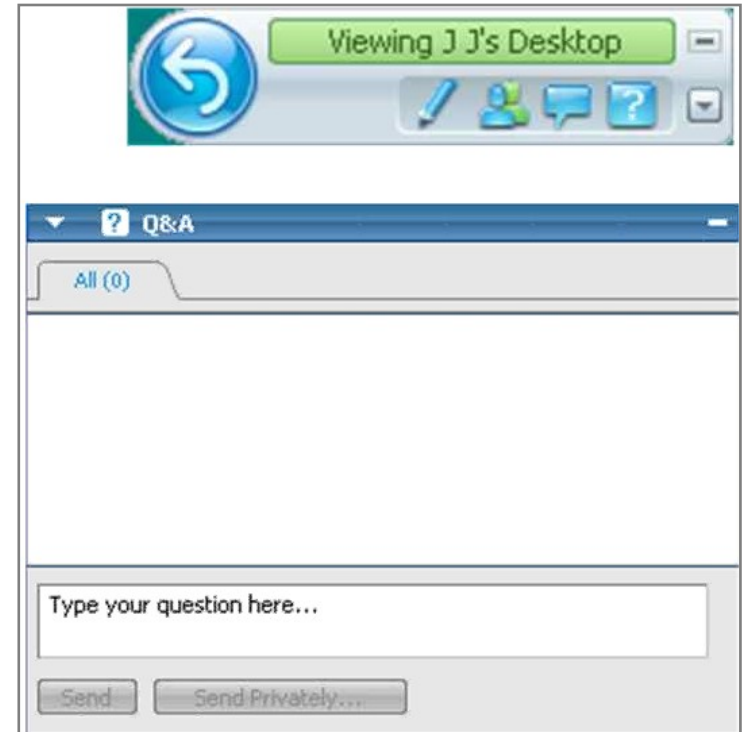 Viewing J J's Desktop
?
? Q&A
All (0)
Type your question here...
Send Send Privately...